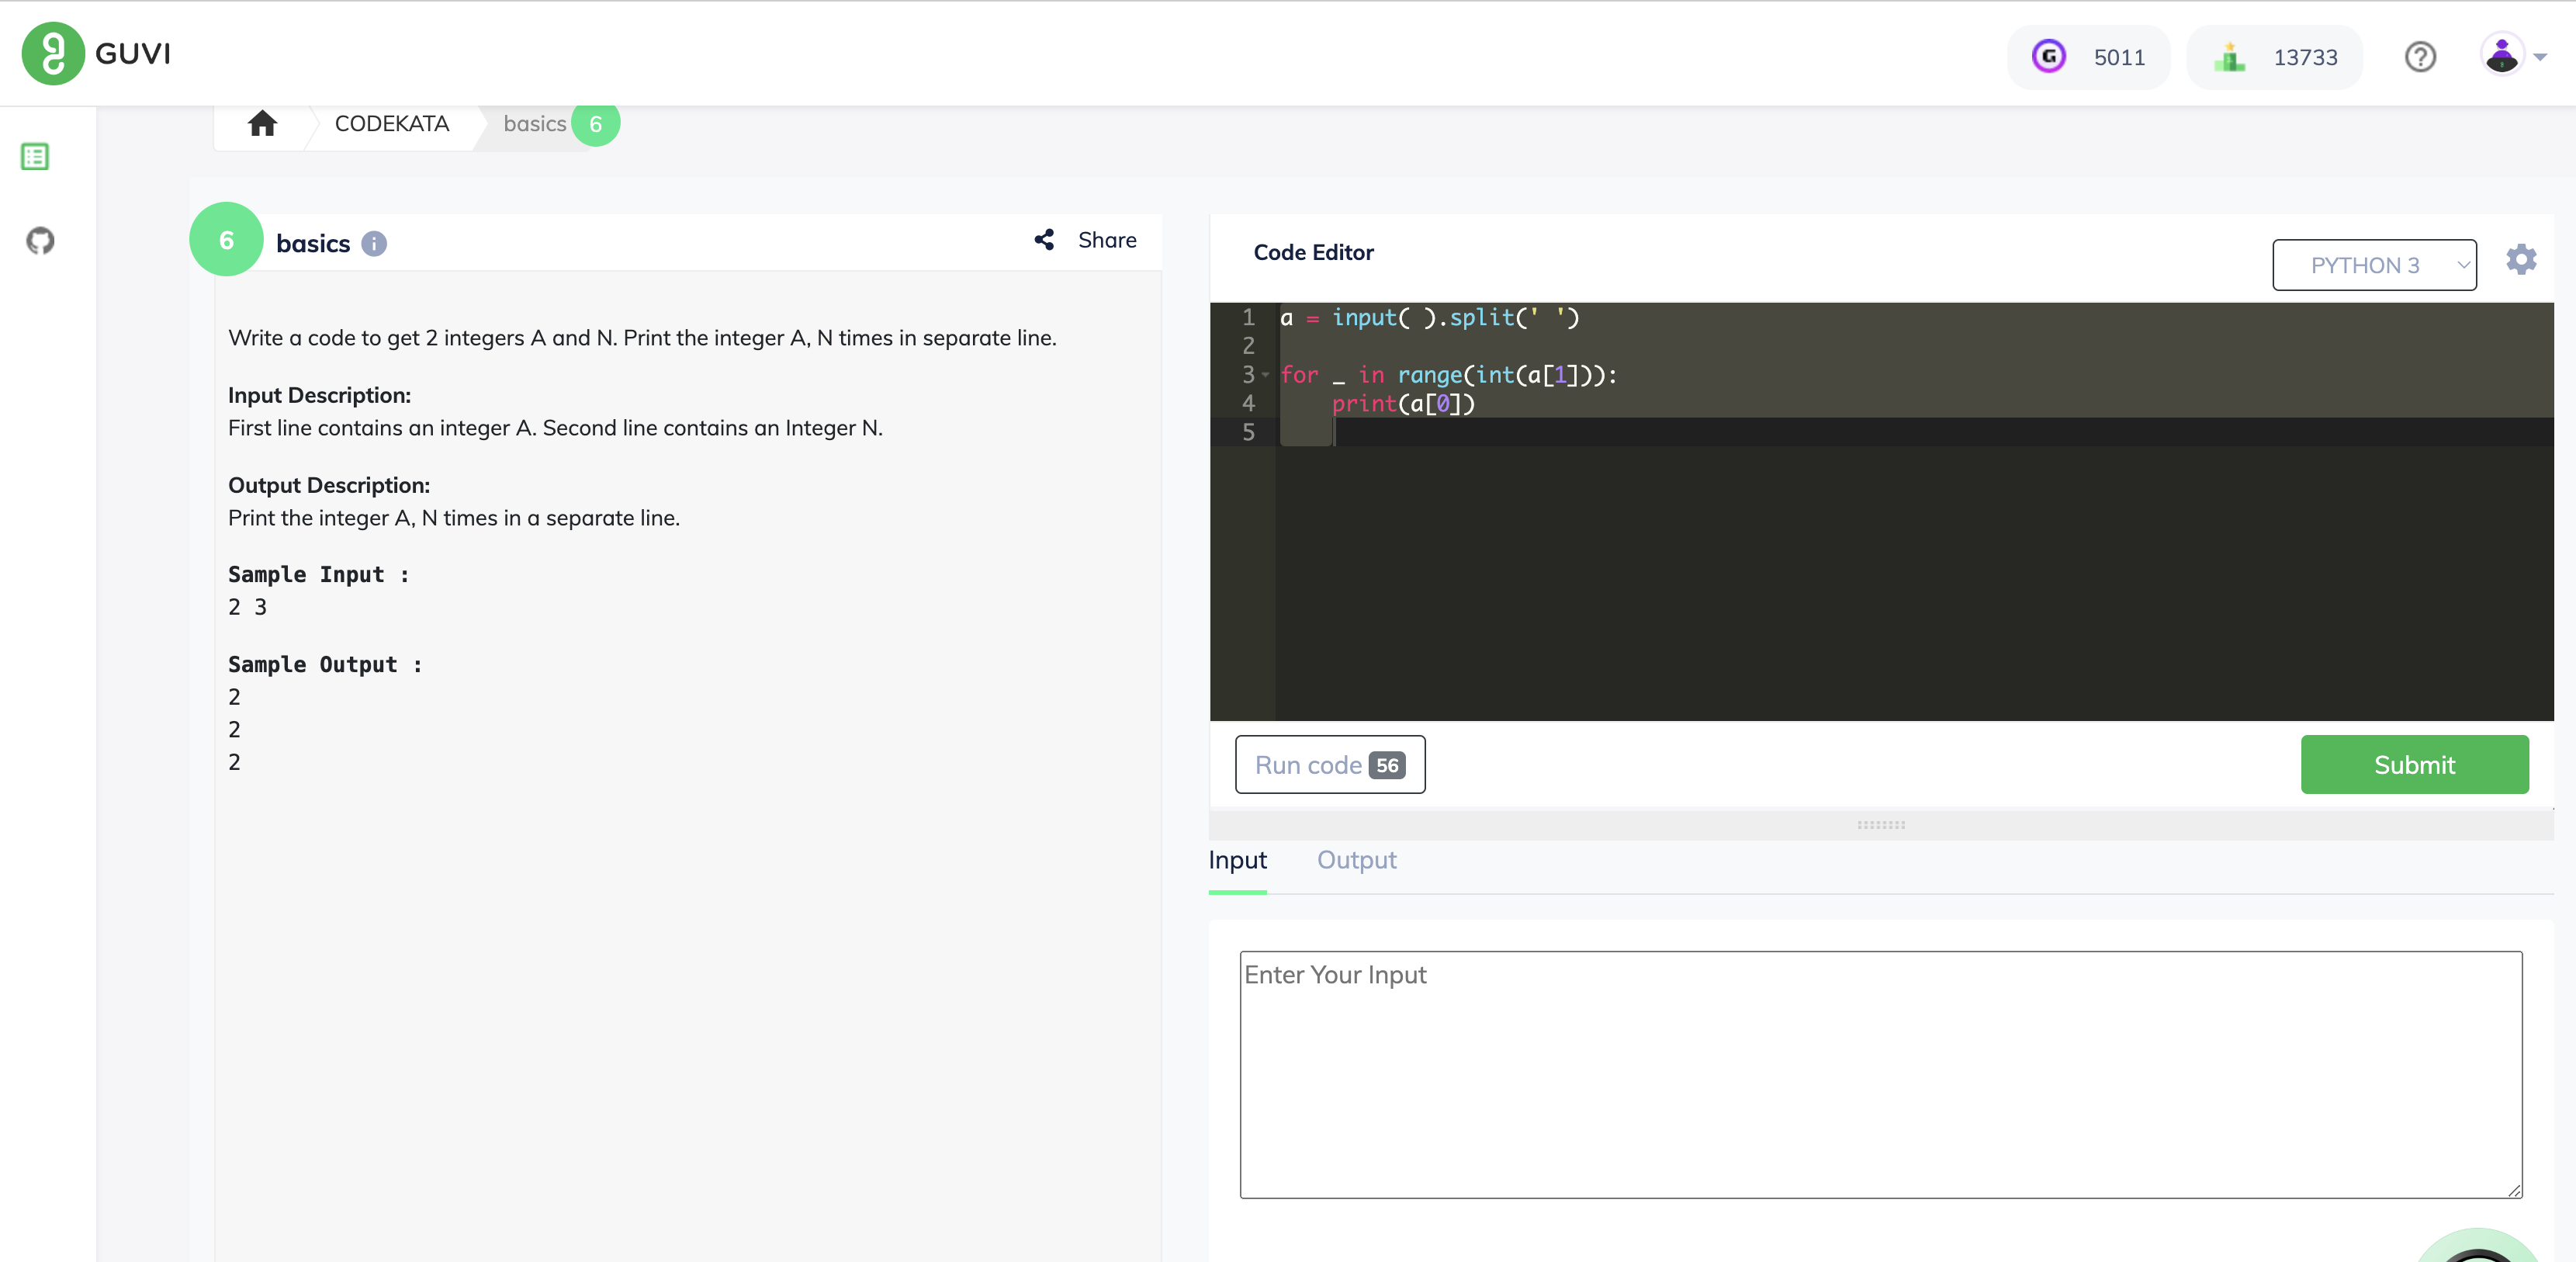 GUVI
5011
13733
CODEKATA
basics 6
6 basics
Share
Write a code to get 2 integers A and N. Print the integer A, N times in separate line.
Input Description:
First line contains an integer A. Second line contains an Integer N.
Output Description:
Print the integer A, N times in a separate line.
Sample Input :
2 3
Sample Output :
2
2
2
Code Editor
PYTHON 3
1 a = input( ).split(' ')
2
3 for _ in range(int(a[1])):
4     print(a[0])
5
Run code 56
Submit
Input Output
Enter Your Input